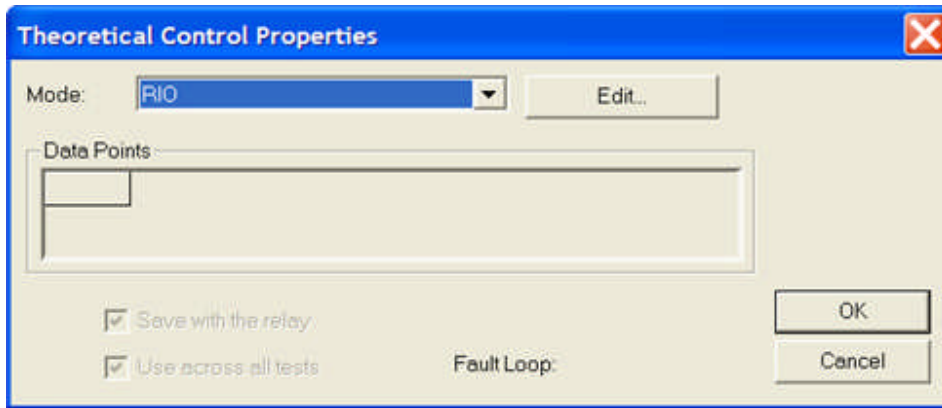 Theoretical Control Properties
Mode: RIO Edit...
Data Points
Save with the relay
OK
Use across all tests Fault Loop: Cancel